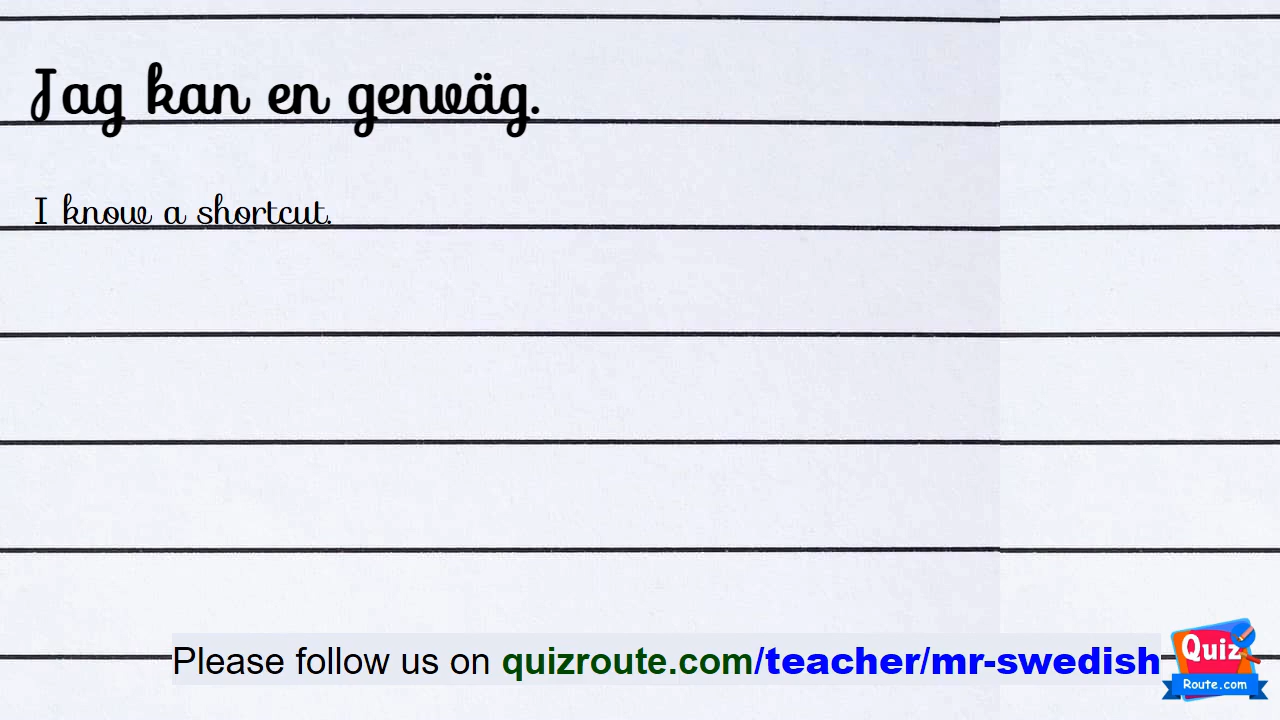 Jag kan en genväg.
I know a shortcut.
Please follow us on quizroute.com/teacher/mr-swedish
Quiz
Route.com